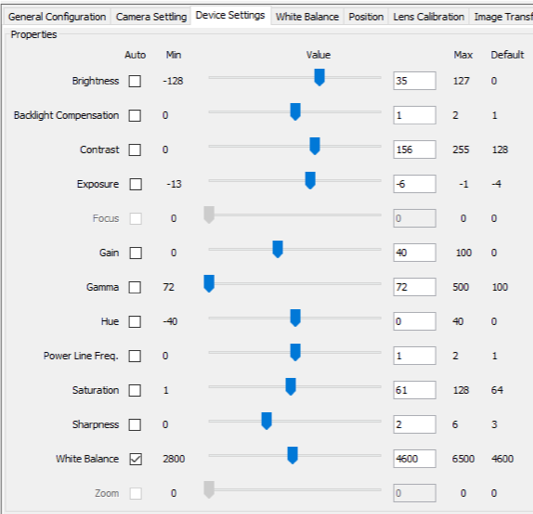 General Configuration Camera Settling Device Settings White Balance Position Lens Calibration Image Transf
Properties
Auto Min Value Max Default
Brightness -128 35 127 0
Backlight Compensation 0 1 2 1
Contrast 0 156 255 128
Exposure -13 -6 -1 -4
Focus 0 0 0 0
Gain 0 40 100 0
Gamma 72 72 500 100
Hue -40 0 40 0
Power Line Freq. 0 1 2 1
Saturation 1 61 128 64
Sharpness 0 2 6 3
White Balance 2800 4600 6500 4600
Zoom 0 0 0 0